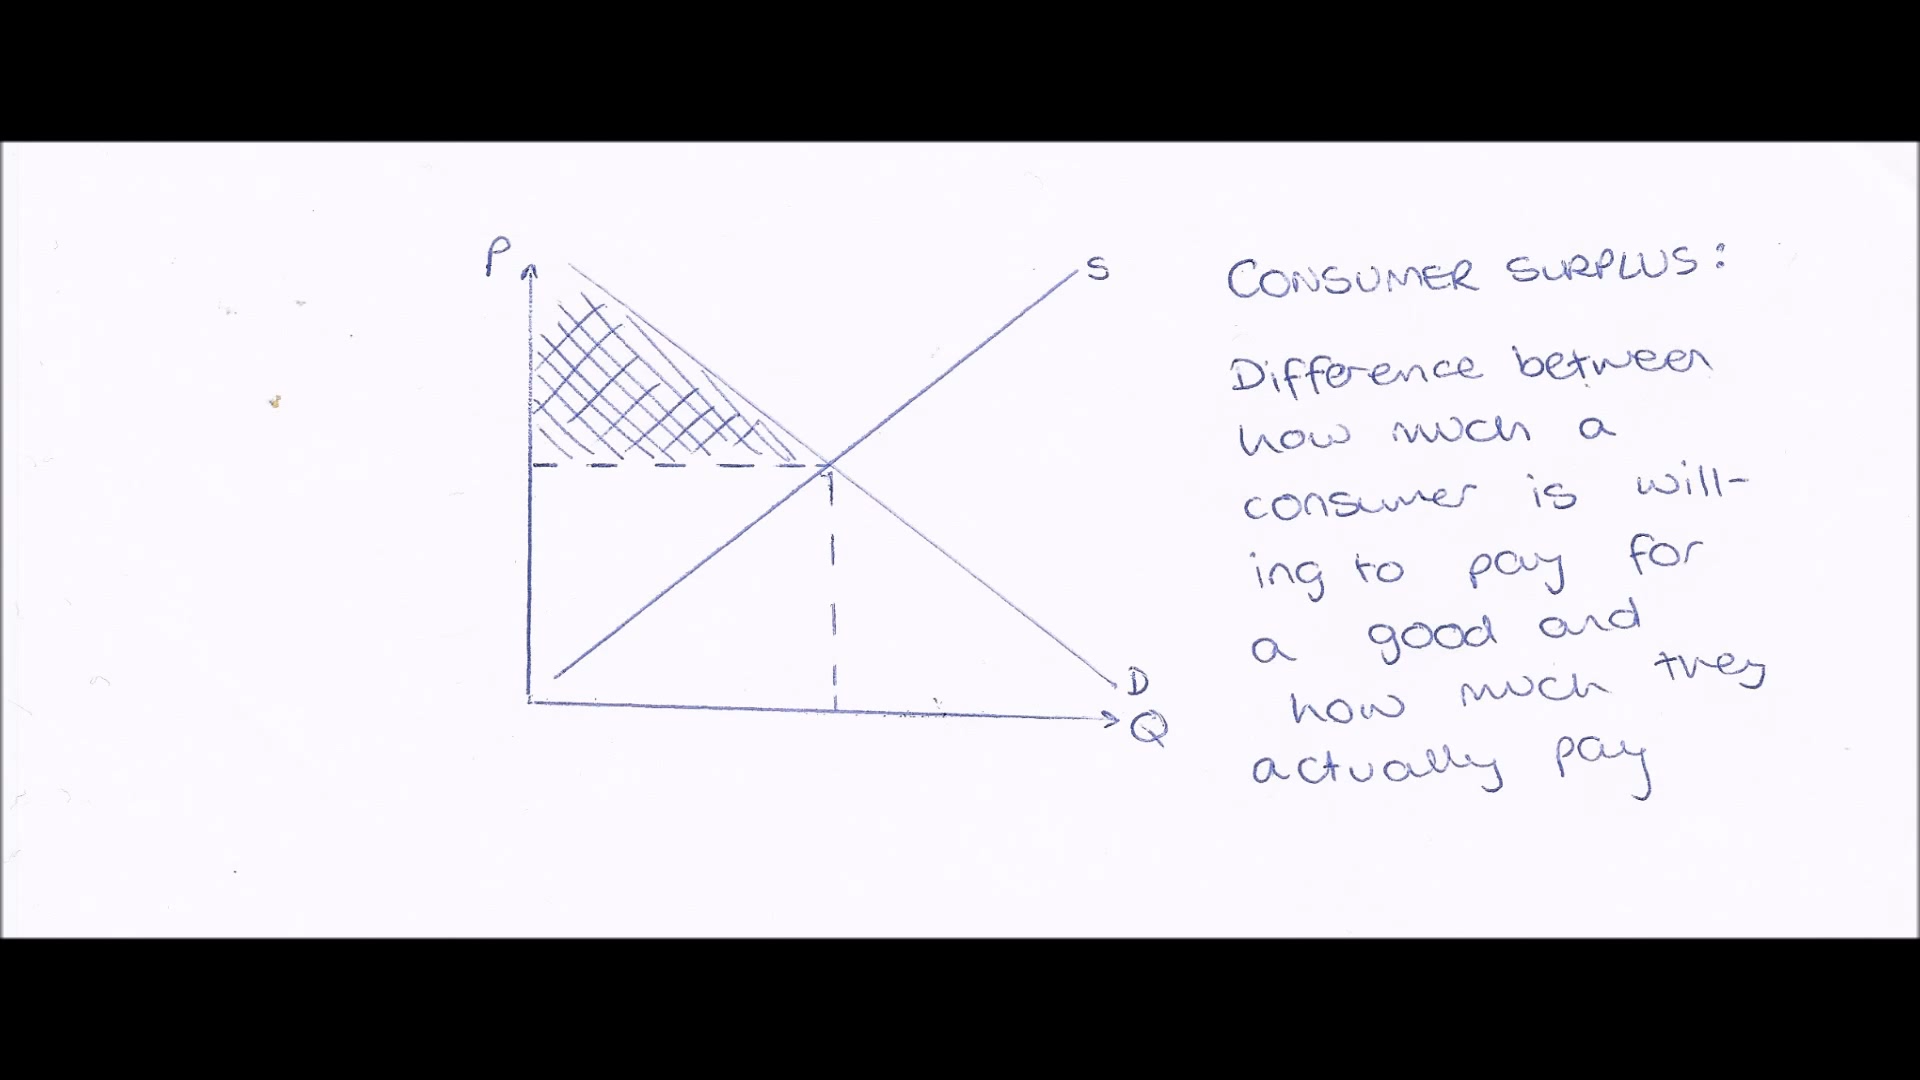 P
S
D
Q
CONSUMER SURPLUS:
Difference between
how much a
consumer is will-
ing to pay for
a good and
how much they
actually pay